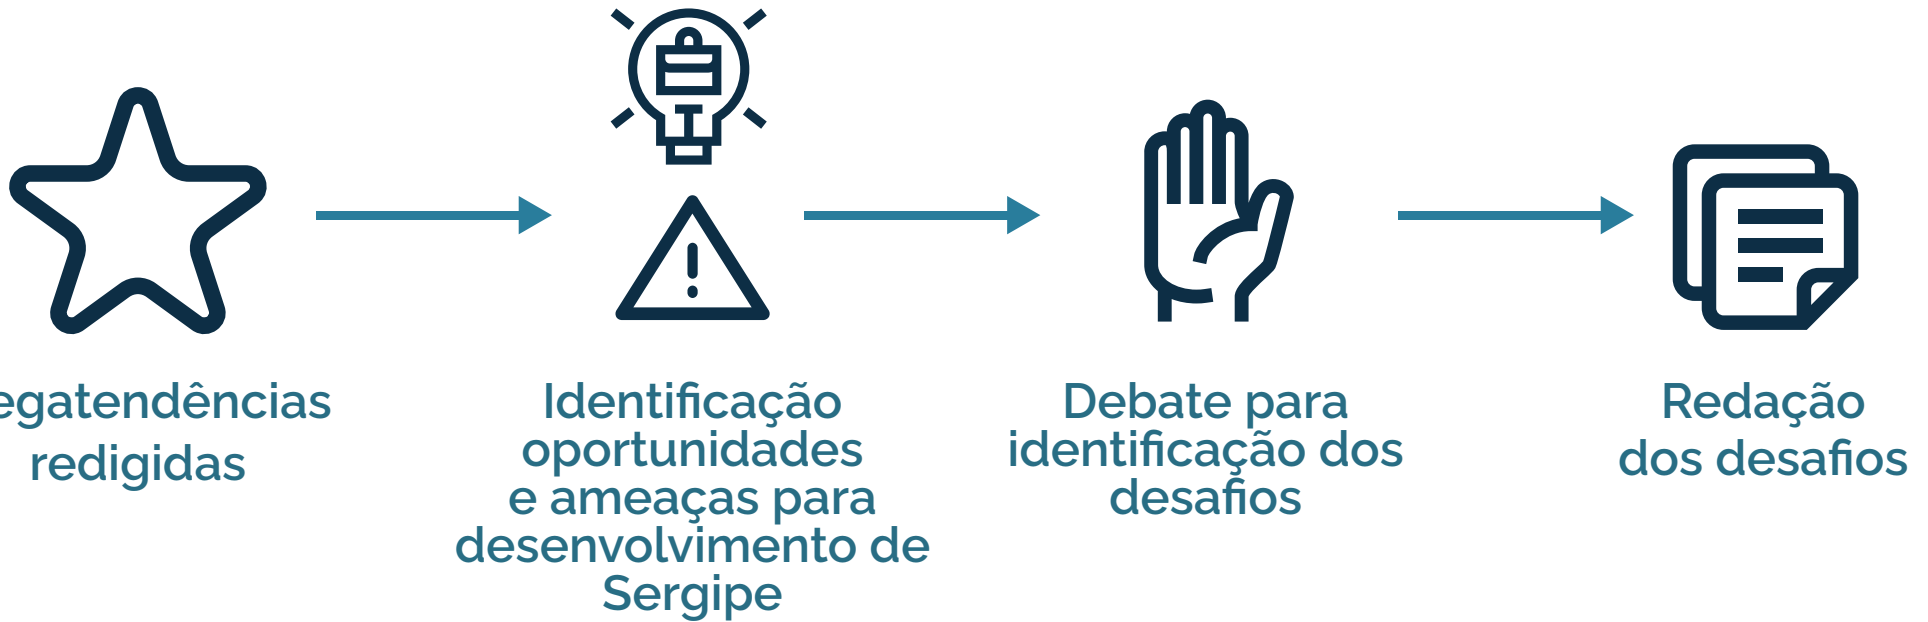 egatendências
redigidas
Identificação
oportunidades
e ameaças para
desenvolvimento de
Sergipe
Debate para
identificação dos
desafios
Redação
dos desafios